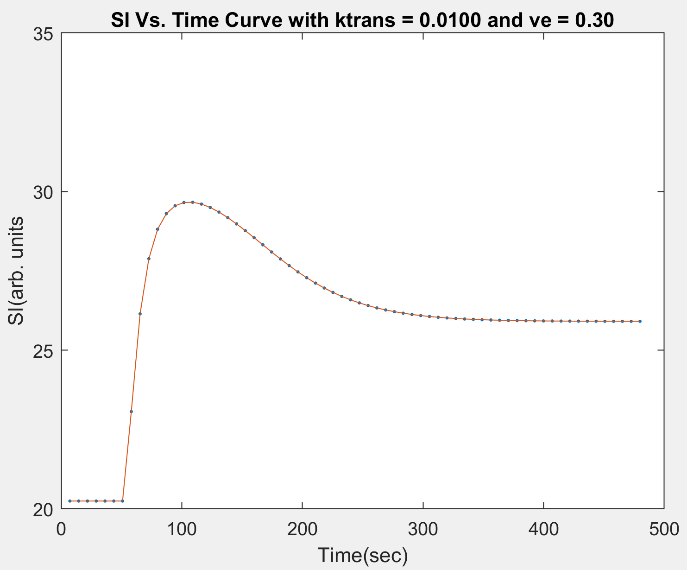 SI Vs. Time Curve with ktrans = 0.0100 and ve = 0.30
35
30
25
20
SI(arb. units
0 100 200 300 400 500
Time(sec)